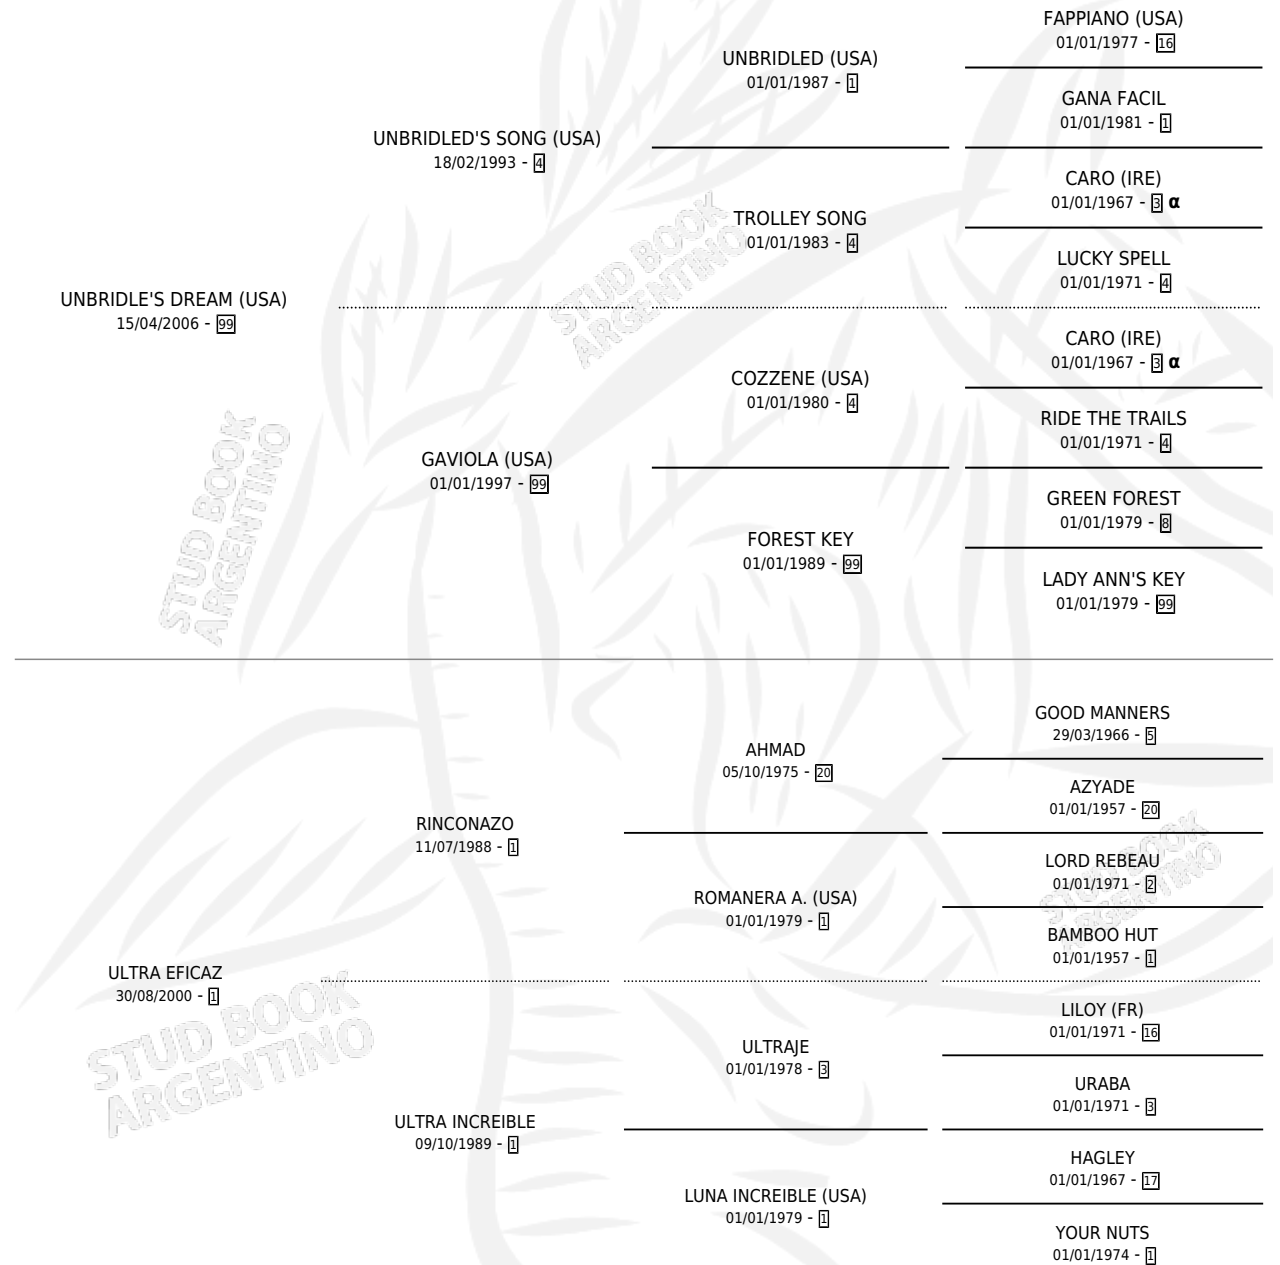 FAPPIANO (USA)
01/01/1977 - 16
UNBRIDLED (USA)
01/01/1987 - 1
GANA FACIL
01/01/1981 - 1
UNBRIDLED'S SONG (USA)
18/02/1993 - 4
CARO (IRE)
01/01/1967 - 3 α
TROLLEY SONG
01/01/1983 - 4
LUCKY SPELL
01/01/1971 - 4
UNBRIDLE'S DREAM (USA)
15/04/2006 - 99
STUD BOOK
ARGENTINO
CARO (IRE)
01/01/1967 - 3 α
COZZENE (USA)
01/01/1980 - 4
RIDE THE TRAILS
01/01/1971 - 4
GAVIOLA (USA)
01/01/1997 - 99
GREEN FOREST
01/01/1979 - 8
FOREST KEY
01/01/1989 - 99
LADY ANN'S KEY
01/01/1979 - 99
STUD BOOK
ARGENTINO
GOOD MANNERS
29/03/1966 - 5
AHMAD
05/10/1975 - 20
AZYADE
01/01/1957 - 20
RINCONAZO
11/07/1988 - 1
LORD REBEAU
01/01/1971 - 2
ROMANERA A. (USA)
01/01/1979 - 1
STUD BOOK
ARGENTINO
BAMBOO HUT
01/01/1957 - 1
ULTRA EFICAZ
30/08/2000 - 1
LILOY (FR)
01/01/1971 - 16
ULTRAJE
01/01/1978 - 3
STUD BOOK
ARGENTINO
URABA
01/01/1971 - 3
ULTRA INCREIBLE
09/10/1989 - 1
HAGLEY
01/01/1967 - 17
LUNA INCREIBLE (USA)
01/01/1979 - 1
YOUR NUTS
01/01/1974 - 1